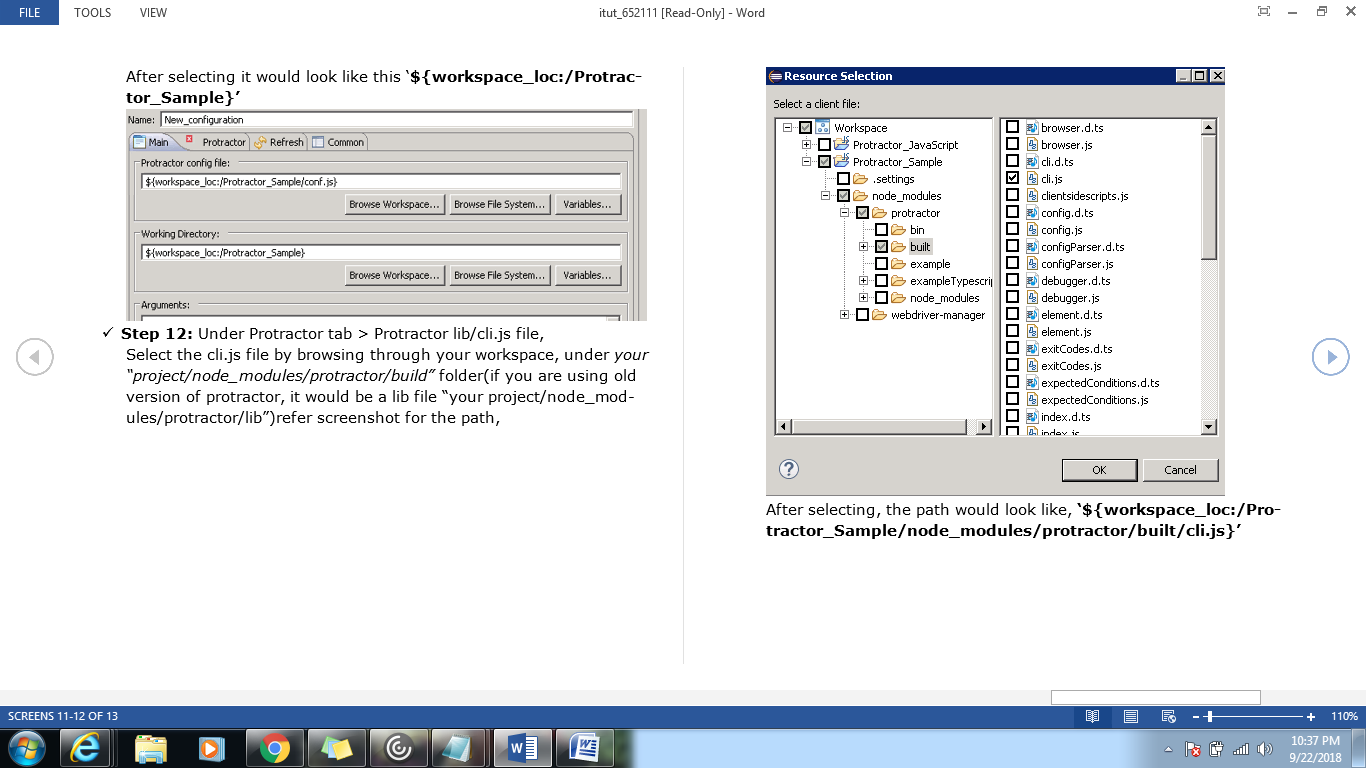 FILE TOOLS VIEW
itut_652111 [Read-Only] - Word
After selecting it would look like this ‘${workspace_loc:/Protrac-
tor_Sample}’
Name: New_configuration
Main Protractor Refresh Common
Protractor config file:
${workspace_loc:/Protractor_Sample/conf.js}
Browse Workspace... Browse File System... Variables...
Working Directory:
${workspace_loc:/Protractor_Sample}
Browse Workspace... Browse File System... Variables...
Arguments:
✓ Step 12: Under Protractor tab > Protractor lib/cli.js file,
Select the cli.js file by browsing through your workspace, under your
“project/node_modules/protractor/build” folder(if you are using old
version of protractor, it would be a lib file “your project/node_mod-
ules/protractor/lib”)refer screenshot for the path,
Resource Selection
Select a client file:
Workspace
Protractor_JavaScript
Protractor_Sample
.settings
node_modules
protractor
bin
built
example
exampleTypescrip
node_modules
webdriver-manager
browser.d.ts
browser.js
cli.d.ts
cli.js
clientsidescripts.js
config.d.ts
config.js
configParser.d.ts
configParser.js
debugger.d.ts
debugger.js
element.d.ts
element.js
exitCodes.d.ts
exitCodes.js
expectedConditions.d.ts
expectedConditions.js
index.d.ts
index.js
OK Cancel
After selecting, the path would look like, ‘${workspace_loc:/Pro-
tractor_Sample/node_modules/protractor/built/cli.js}’
SCREENS 11-12 OF 13
110%
10:37 PM
9/22/2018